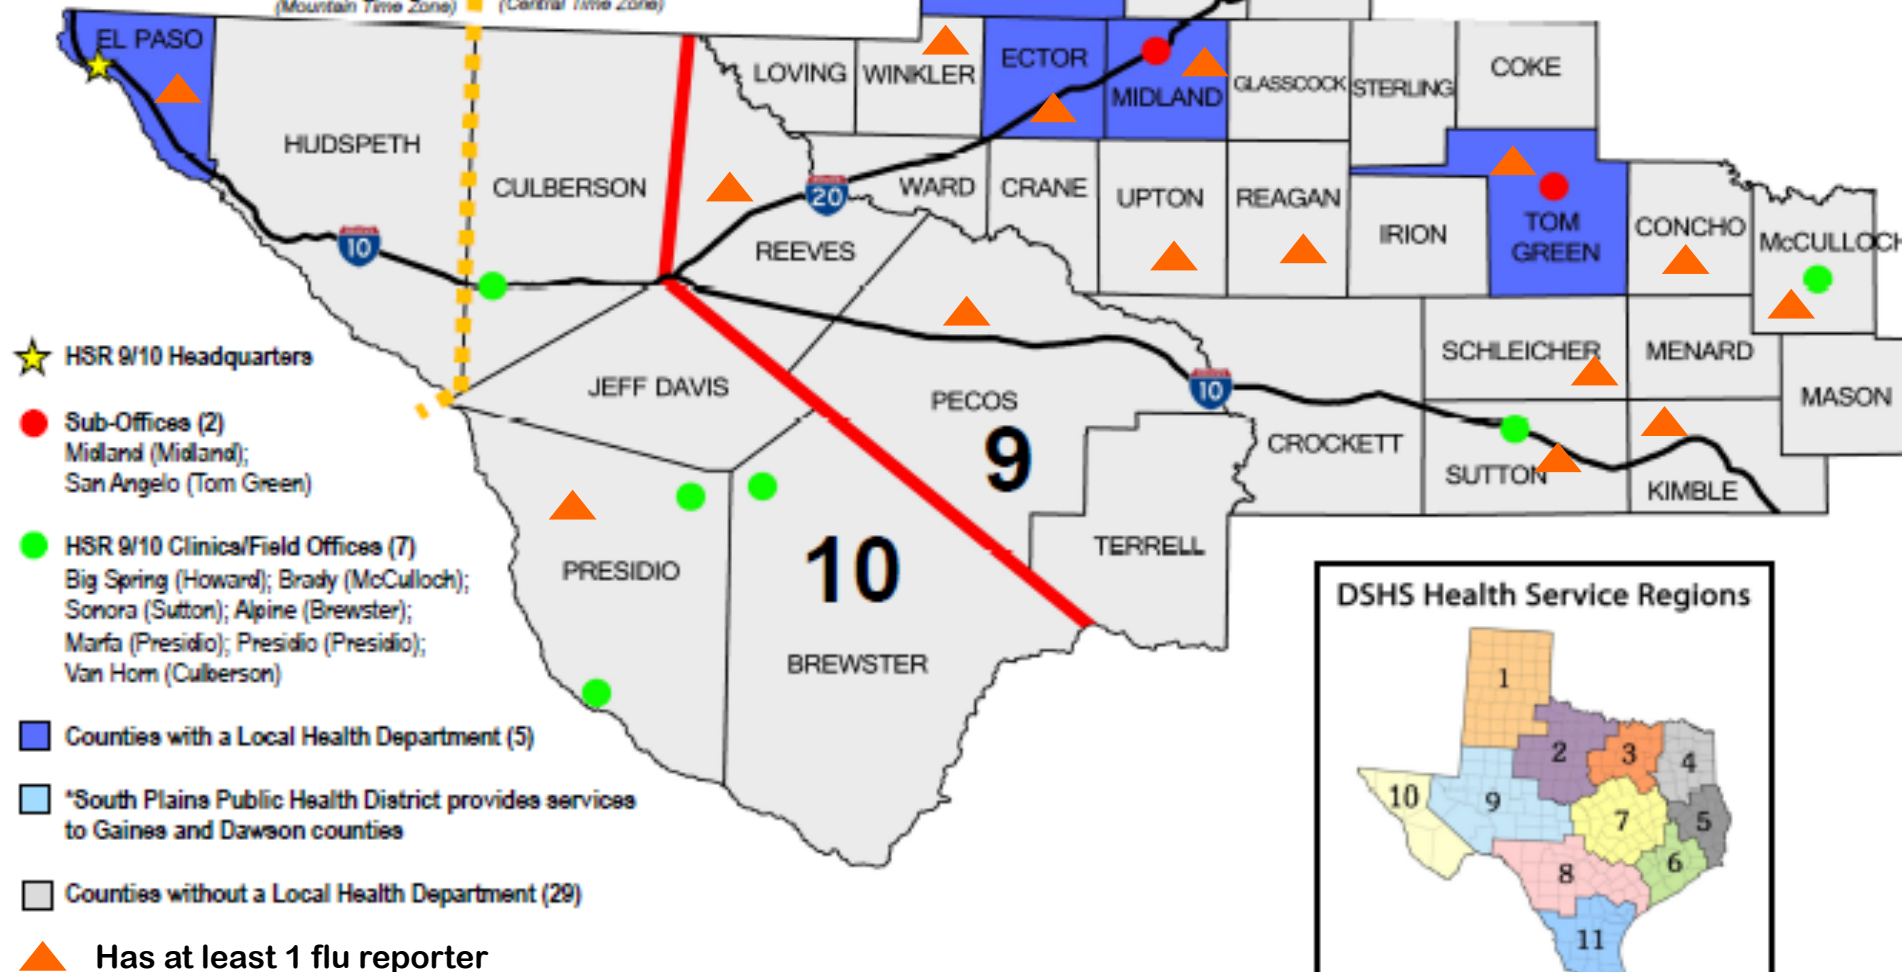 (Mountain Time Zone) (Central Time Zone)
EL PASO
HUDSPETH
CULBERSON
LOVING
WINKLER
ECTOR
MIDLAND
GLASSCOCK
STERLING
COKE
WARD
CRANE
UPTON
REAGAN
IRION
TOM
GREEN
CONCHO
McCULLOCH
REEVES
20
10
JEFF DAVIS
PECOS
9
10
CROCKETT
SCHLEICHER
MENARD
MASON
SUTTON
KIMBLE
TERRELL
PRESIDIO
10
BREWSTER
HSR 9/10 Headquarters
Sub-Offices (2)
Midland (Midland);
San Angelo (Tom Green)
HSR 9/10 Clinics/Field Offices (7)
Big Spring (Howard); Brady (McCulloch);
Sonora (Sutton); Alpine (Brewster);
Marfa (Presidio); Presidio (Presidio);
Van Horn (Culberson)
Counties with a Local Health Department (5)
*South Plains Public Health District provides services
to Gaines and Dawson counties
Counties without a Local Health Department (29)
Has at least 1 flu reporter
DSHS Health Service Regions
1
2
3
4
10
9
7
5
6
8
11